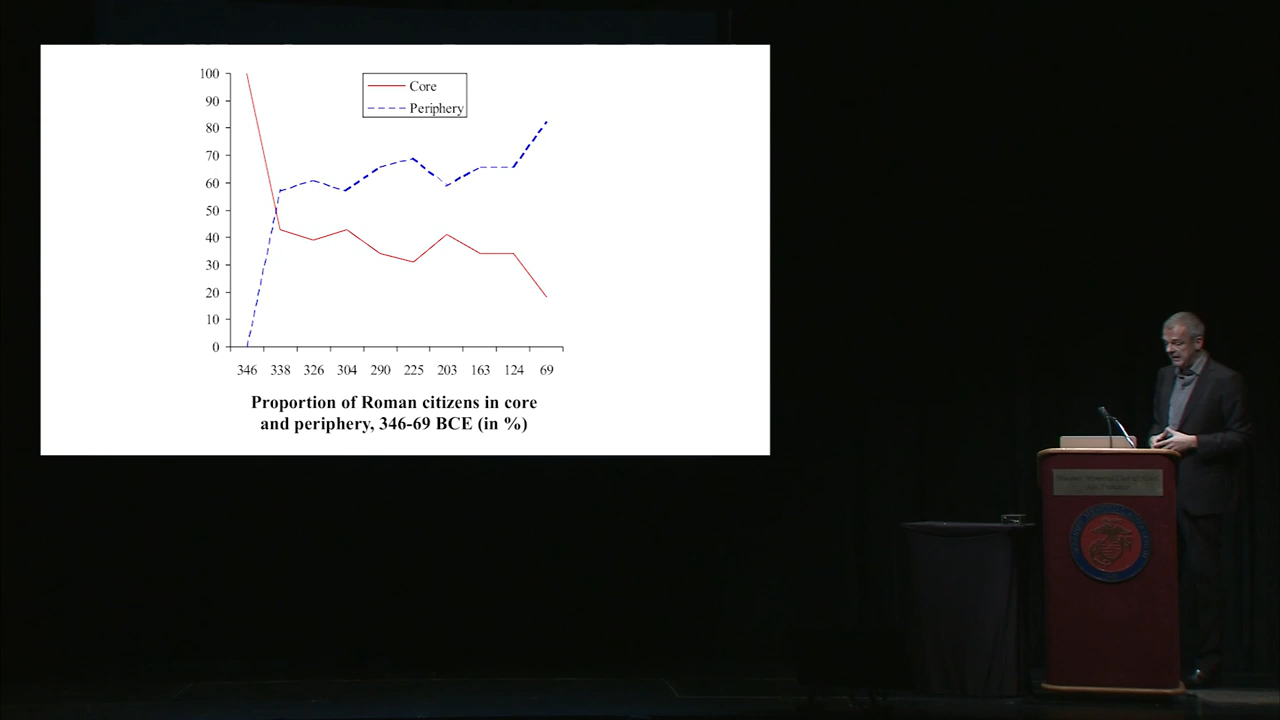 100
90
80
70
60
50
40
30
20
10
0
Core
Periphery
346 338 326 304 290 225 203 163 124 69
Proportion of Roman citizens in core
and periphery, 346-69 BCE (in %)